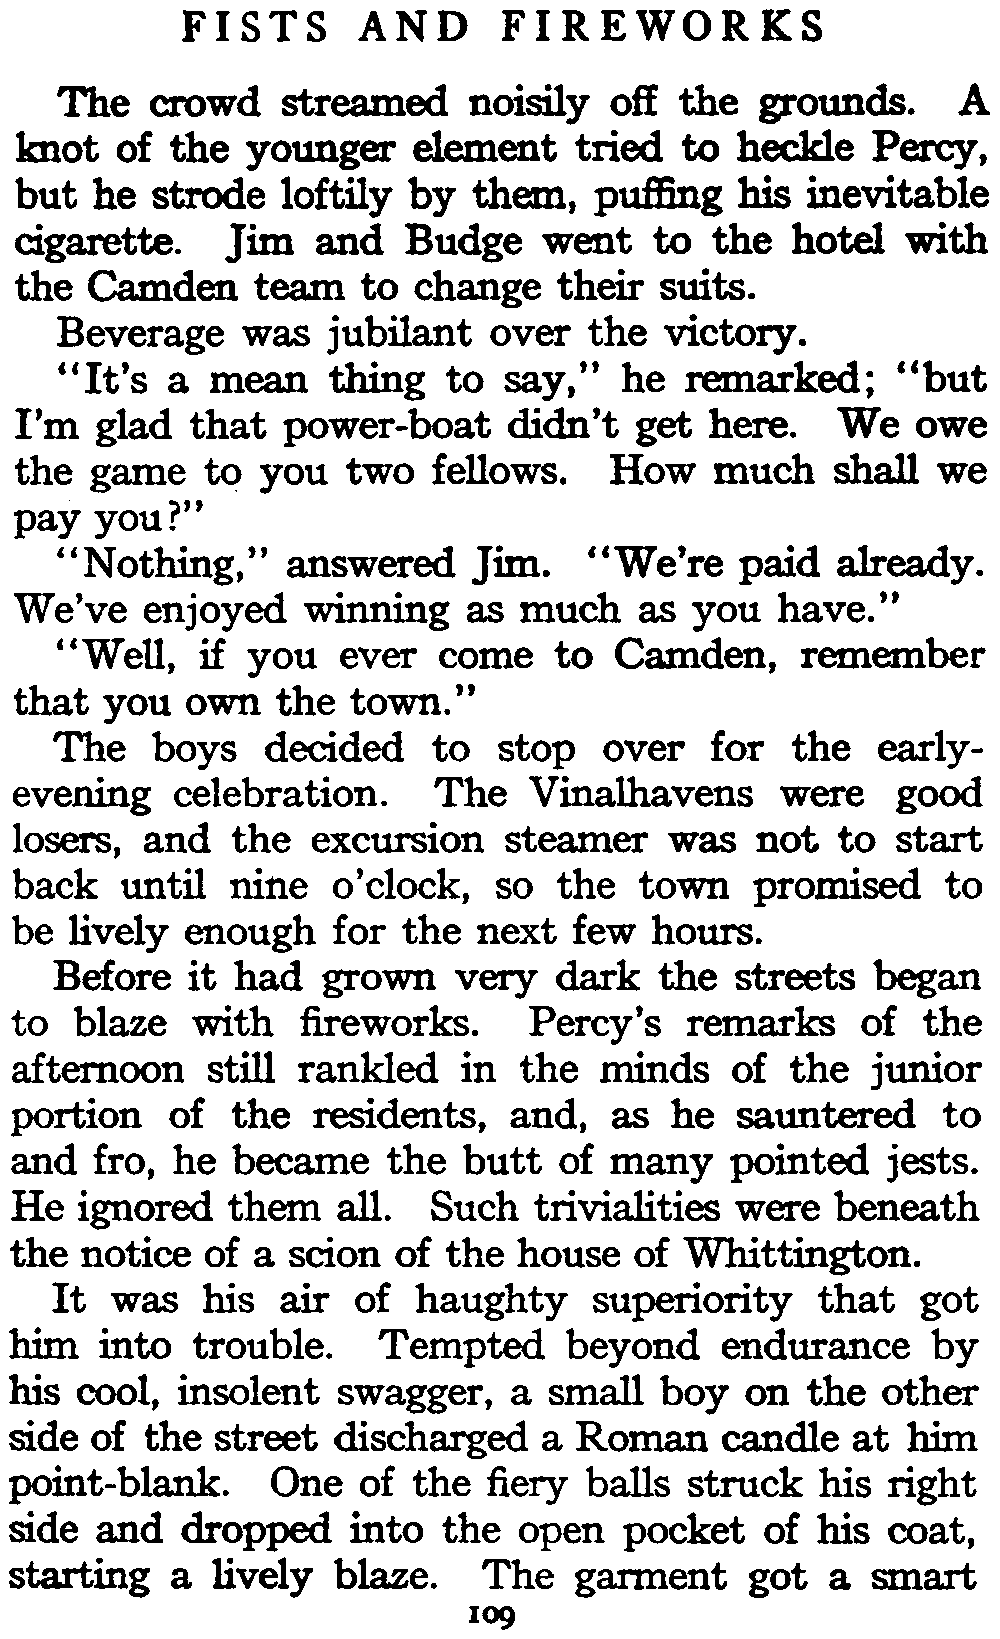 FISTS AND FIREWORKS
The crowd streamed noisily off the grounds. A
knot of the younger element tried to heckle Percy,
but he strode loftily by them, puffing his inevitable
cigarette. Jim and Budge went to the hotel with
the Camden team to change their suits.
Beverage was jubilant over the victory.
"It's a mean thing to say," he remarked; "but
I'm glad that power-boat didn't get here. We owe
the game to you two fellows. How much shall we
pay you?"
"Nothing," answered Jim. "We're paid already.
We've enjoyed winning as much as you have."
"Well, if you ever come to Camden, remember
that you own the town."
The boys decided to stop over for the early-
evening celebration. The Vinalhavens were good
losers, and the excursion steamer was not to start
back until nine o'clock, so the town promised to
be lively enough for the next few hours.
Before it had grown very dark the streets began
to blaze with fireworks. Percy's remarks of the
afternoon still rankled in the minds of the junior
portion of the residents, and, as he sauntered to
and fro, he became the butt of many pointed jests.
He ignored them all. Such trivialities were beneath
the notice of a scion of the house of Whittington.
It was his air of haughty superiority that got
him into trouble. Tempted beyond endurance by
his cool, insolent swagger, a small boy on the other
side of the street discharged a Roman candle at him
point-blank. One of the fiery balls struck his right
side and dropped into the open pocket of his coat,
starting a lively blaze. The garment got a smart
109